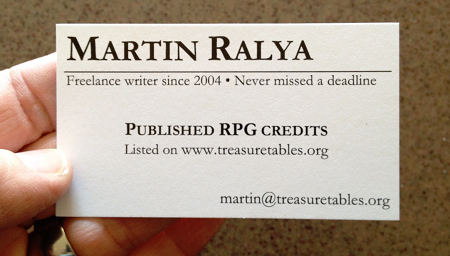 MARTIN RALYA
Freelance writer since 2004 • Never missed a deadline
PUBLISHED RPG CREDITS
Listed on www.treasuretables.org
martin@treasuretables.org